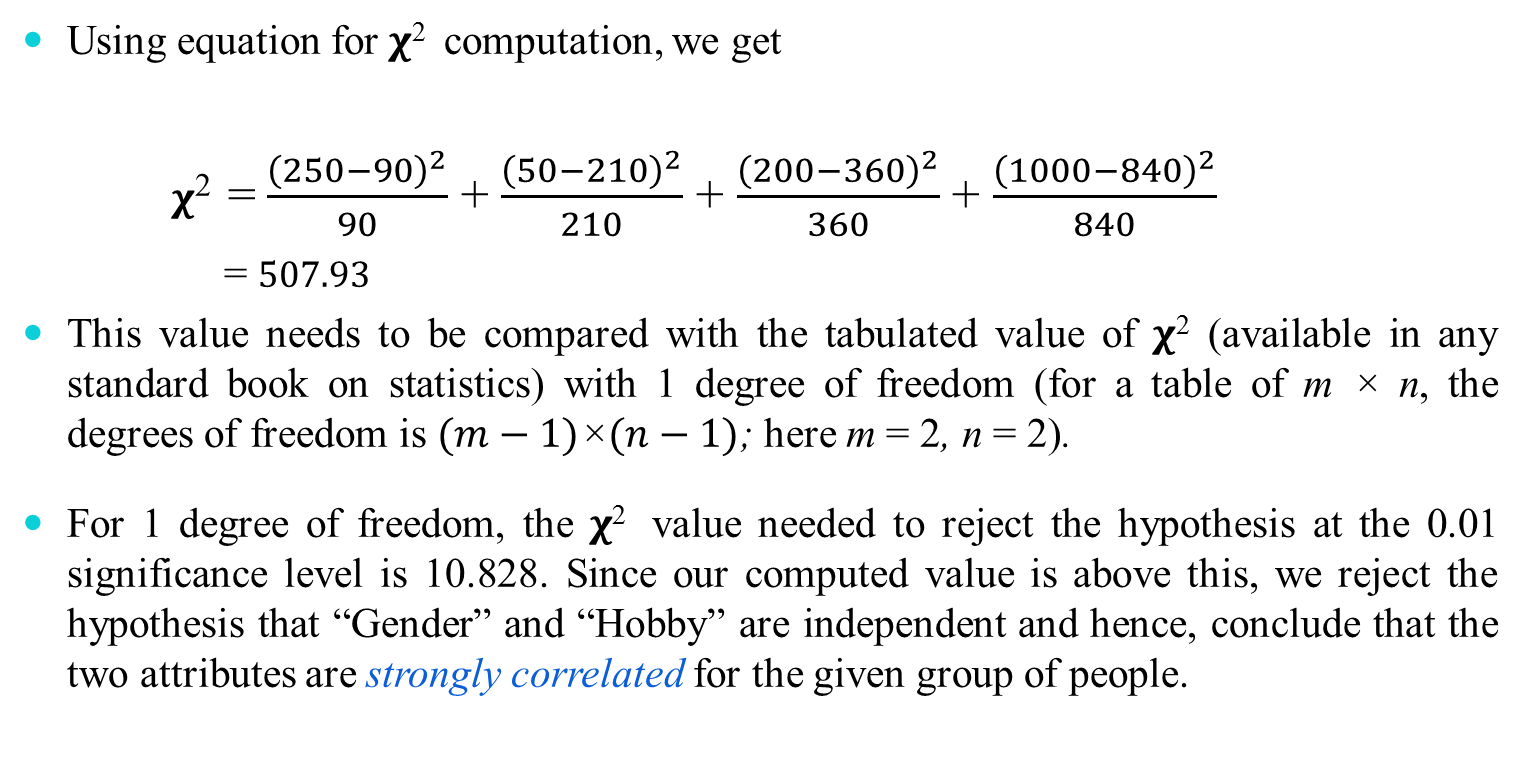 • Using equation for χ² computation, we get
χ² = (250−90)²/90 + (50−210)²/210 + (200−360)²/360 + (1000−840)²/840
= 507.93
• This value needs to be compared with the tabulated value of χ² (available in any
standard book on statistics) with 1 degree of freedom (for a table of m × n, the
degrees of freedom is (m − 1)×(n − 1); here m = 2, n = 2).
• For 1 degree of freedom, the χ² value needed to reject the hypothesis at the 0.01
significance level is 10.828. Since our computed value is above this, we reject the
hypothesis that “Gender” and “Hobby” are independent and hence, conclude that the
two attributes are strongly correlated for the given group of people.